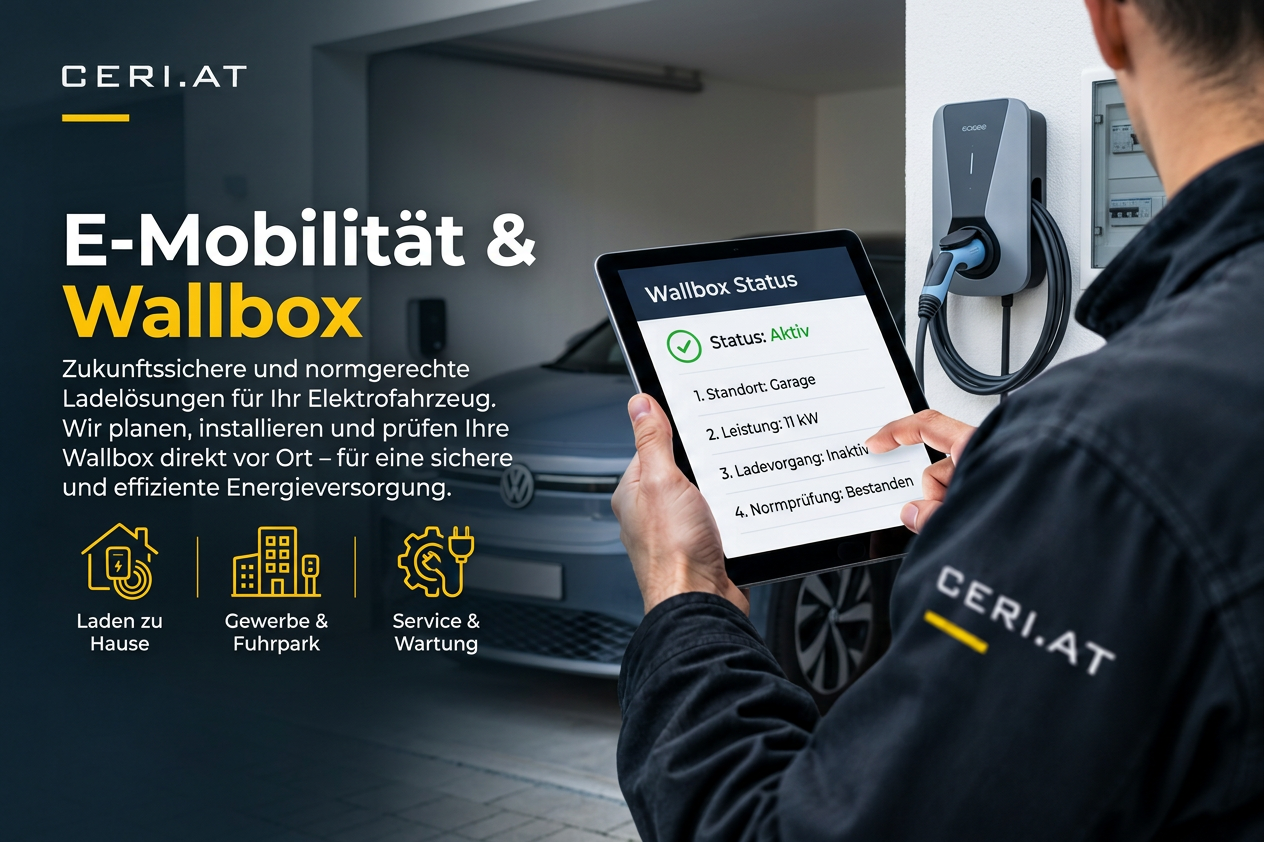 CERI.AT
E-Mobilität &
Wallbox
Zukunftssichere und normgerechte
Ladelösungen für Ihr Elektrofahrzeug.
Wir planen, installieren und prüfen Ihre
Wallbox direkt vor Ort – für eine sichere
und effiziente Energieversorgung.
Laden zu
Hause
Gewerbe &
Fuhrpark
Service &
Wartung
Wallbox Status
Status: Aktiv
1. Standort: Garage
2. Leistung: 11 kW
3. Ladevorgang: Inaktiv
4. Normprüfung: Bestanden
CERI.AT